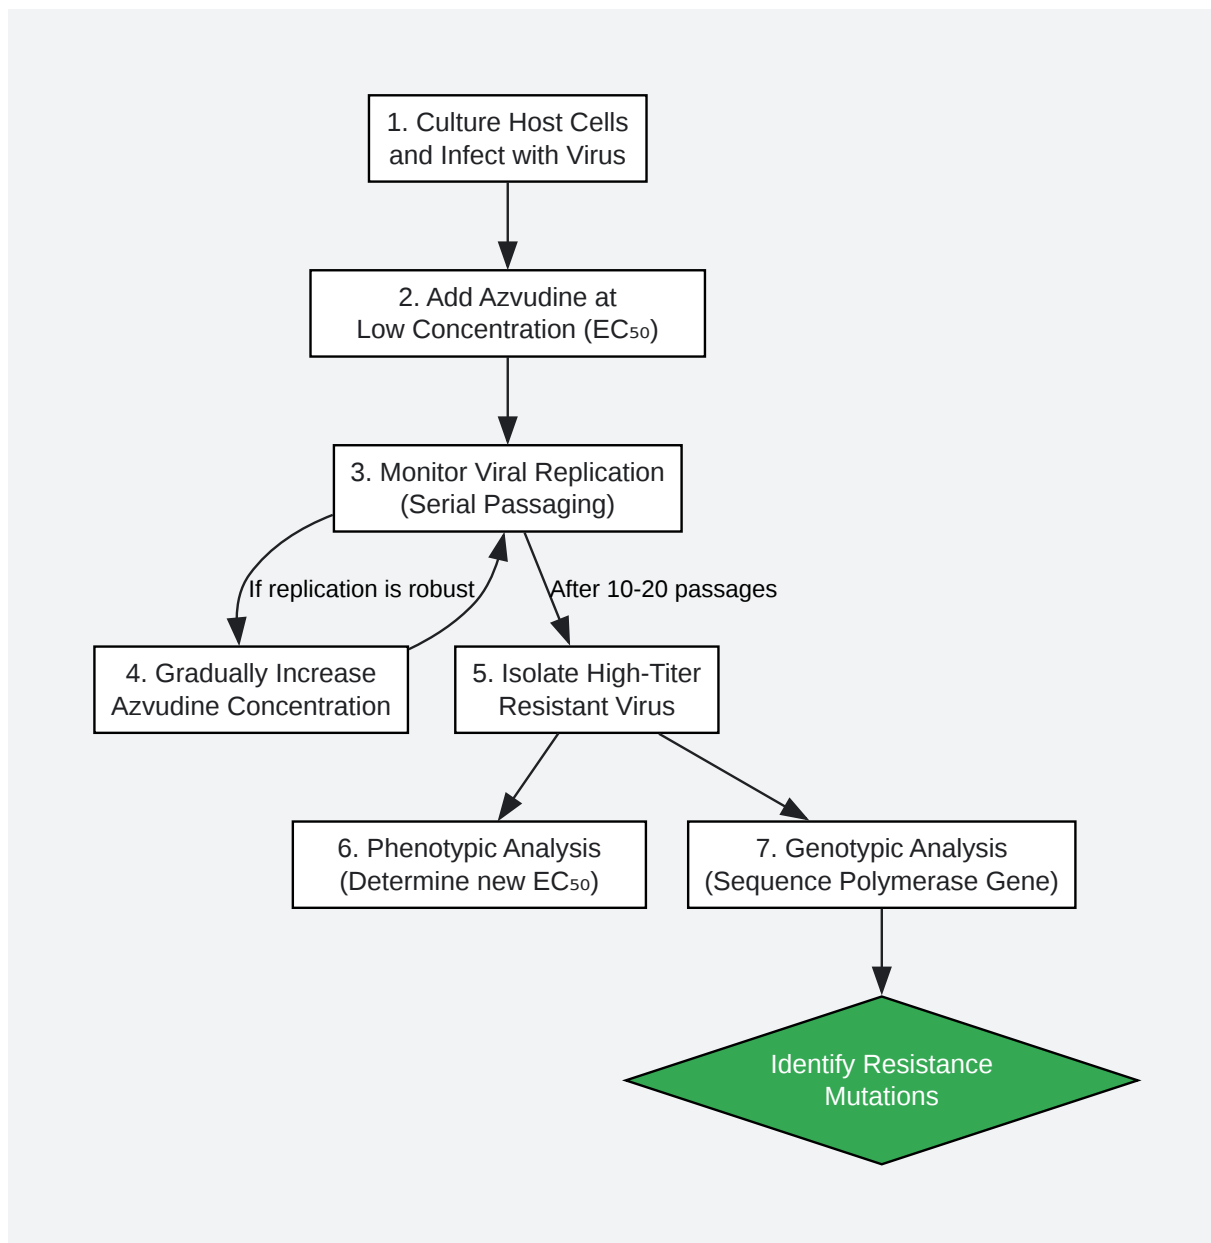 1. Culture Host Cells
and Infect with Virus
2. Add Azvudine at
Low Concentration (EC₅₀)
3. Monitor Viral Replication
(Serial Passaging)
If replication is robust
After 10-20 passages
4. Gradually Increase
Azvudine Concentration
5. Isolate High-Titer
Resistant Virus
6. Phenotypic Analysis
(Determine new EC₅₀)
7. Genotypic Analysis
(Sequence Polymerase Gene)
Identify Resistance
Mutations